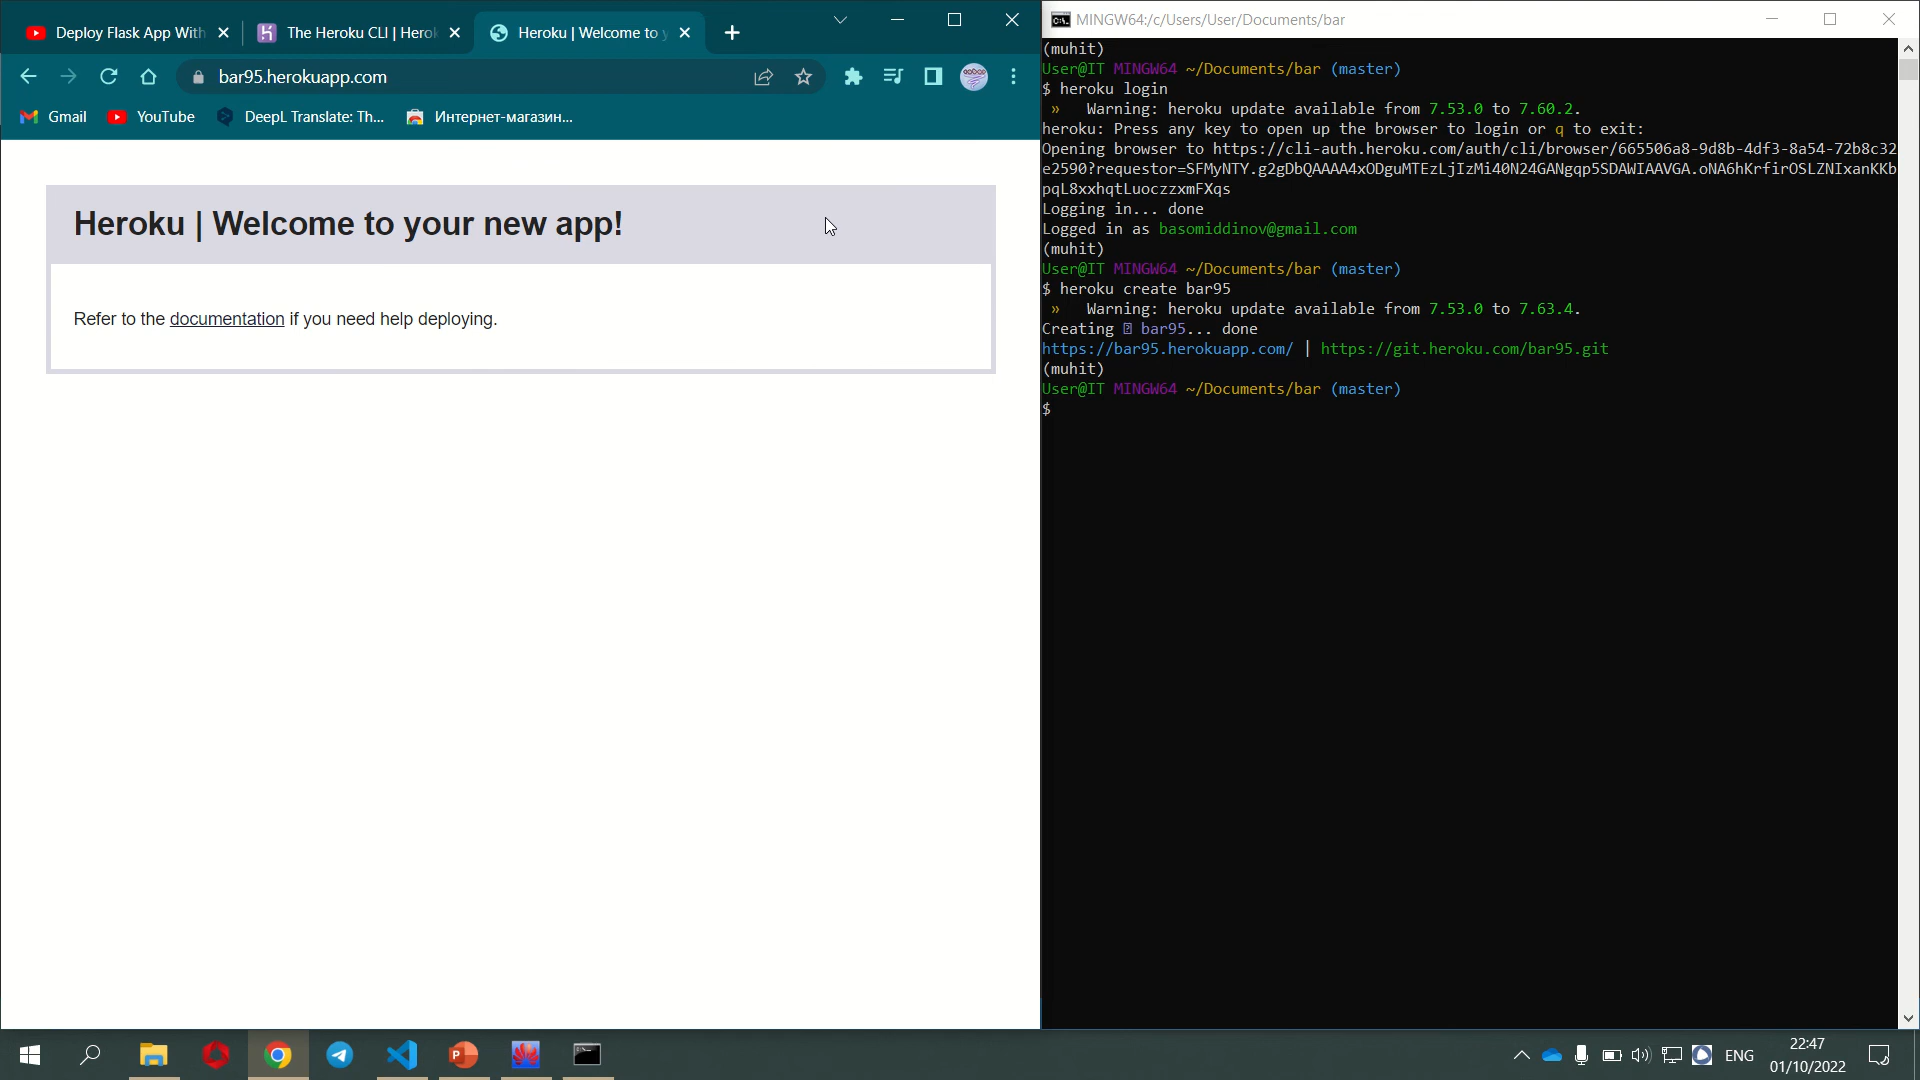 Deploy Flask App With
The Heroku CLI | Herok
Heroku | Welcome to y
bar95.herokuapp.com
Gmail
YouTube
DeepL Translate: Th...
Интернет-магазин...
Heroku | Welcome to your new app!
Refer to the documentation if you need help deploying.
MINGW64:/c/Users/User/Documents/bar
(muhit)
User@IT MINGW64 ~/Documents/bar (master)
$ heroku login
» Warning: heroku update available from 7.53.0 to 7.60.2.
heroku: Press any key to open up the browser to login or q to exit:
Opening browser to https://cli-auth.heroku.com/auth/cli/browser/665506a8-9d8b-4df3-8a54-72b8c32
e2590?requestor=SFMyNTY.g2gDbQAAAA4xODguMTEzLjIzMi40N24GANgqp5SDAWIAAVGA.oNA6hKrfirOSLZNIxanKKb
pqL8xxhqtLuoczzxmFXqs
Logging in... done
Logged in as basomiddinov@gmail.com
(muhit)
User@IT MINGW64 ~/Documents/bar (master)
$ heroku create bar95
» Warning: heroku update available from 7.53.0 to 7.63.4.
Creating bar95... done
https://bar95.herokuapp.com/ | https://git.heroku.com/bar95.git
(muhit)
User@IT MINGW64 ~/Documents/bar (master)
$
ENG
22:47
01/10/2022